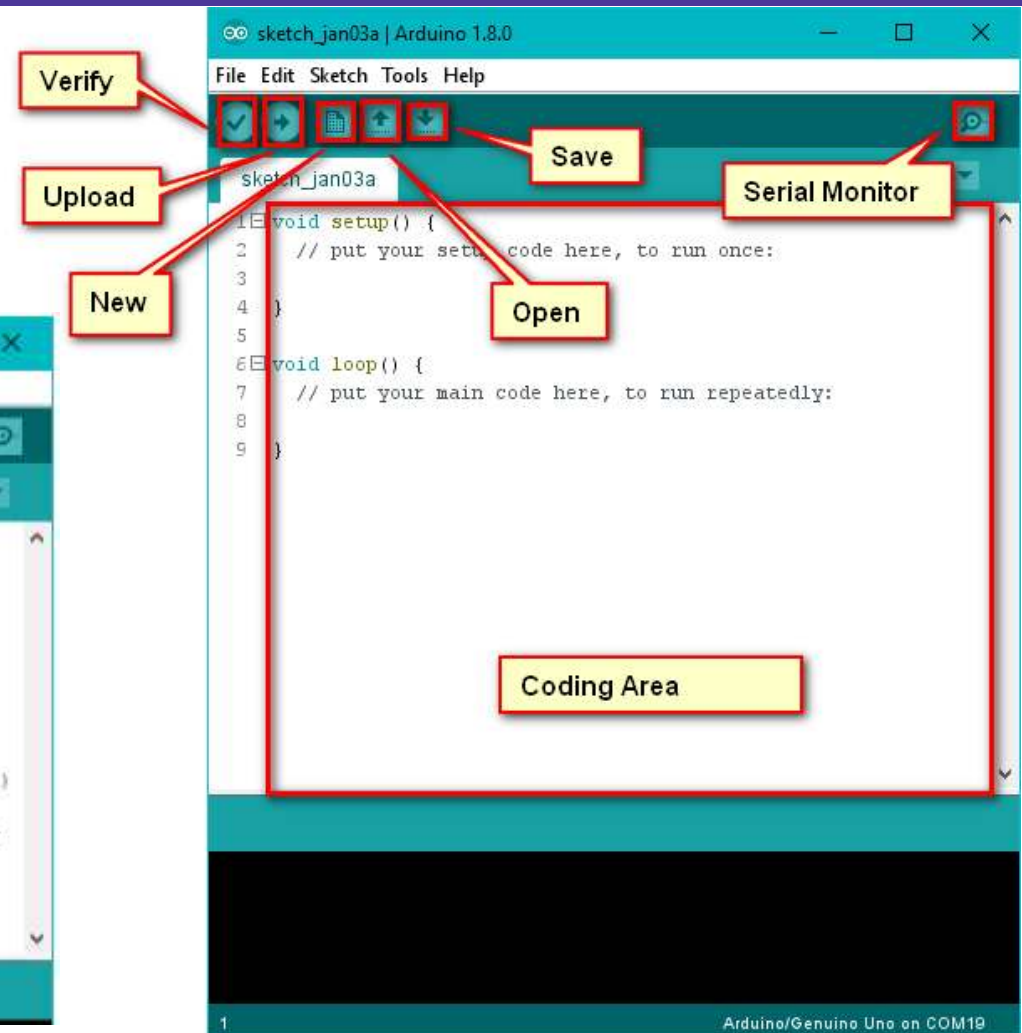 sketch_jan03a | Arduino 1.8.0
File Edit Sketch Tools Help
Verify
Save
Upload
Serial Monitor
sketch_jan03a
New
Open
1 void setup() {
2 // put your setup code here, to run once:
3
4 }
5
6 void loop() {
7 // put your main code here, to run repeatedly:
8
9 }
Coding Area
)
1 Arduino/Genuino Uno on COM19